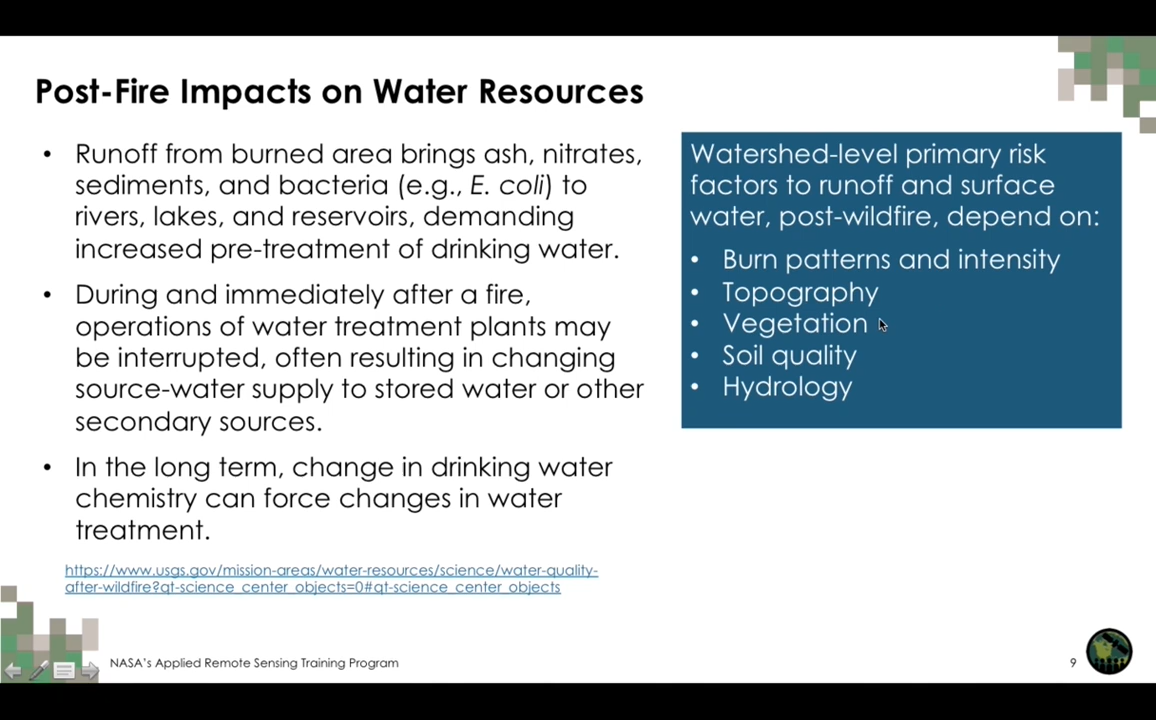 Post-Fire Impacts on Water Resources
• Runoff from burned area brings ash, nitrates,
sediments, and bacteria (e.g., E. coli) to
rivers, lakes, and reservoirs, demanding
increased pre-treatment of drinking water.
• During and immediately after a fire,
operations of water treatment plants may
be interrupted, often resulting in changing
source-water supply to stored water or other
secondary sources.
• In the long term, change in drinking water
chemistry can force changes in water
treatment.
https://www.usgs.gov/mission-areas/water-resources/science/water-quality-
after-wildfire?qt-science_center_objects=0#qt-science_center_objects
Watershed-level primary risk
factors to runoff and surface
water, post-wildfire, depend on:
• Burn patterns and intensity
• Topography
• Vegetation
• Soil quality
• Hydrology
NASA's Applied Remote Sensing Training Program
9